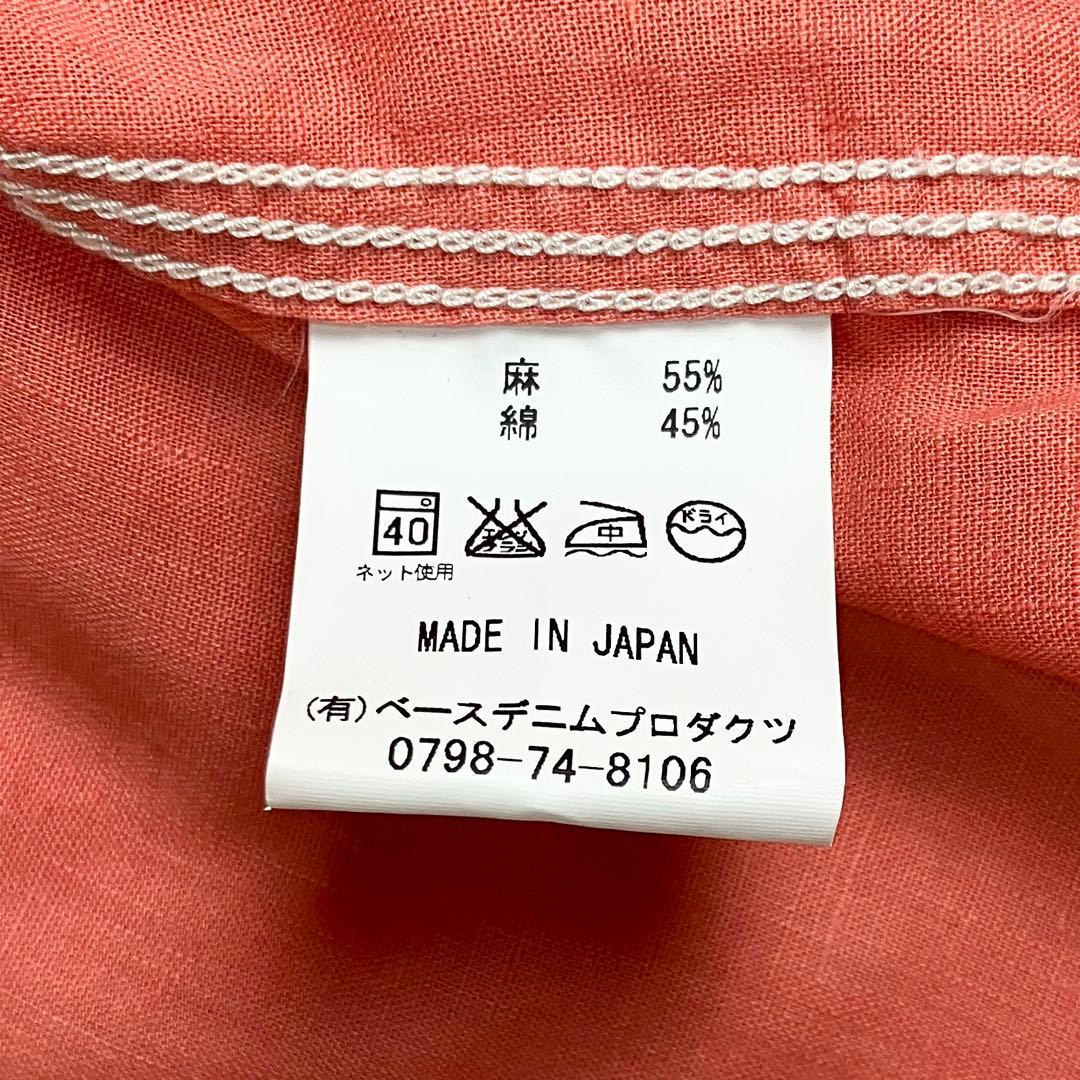 麻 55%
綿 45%
40 エンソ サラシ 中 ドライ
ネット使用
MADE IN JAPAN
(有)ベースデニムプロダクツ
0798-74-8106